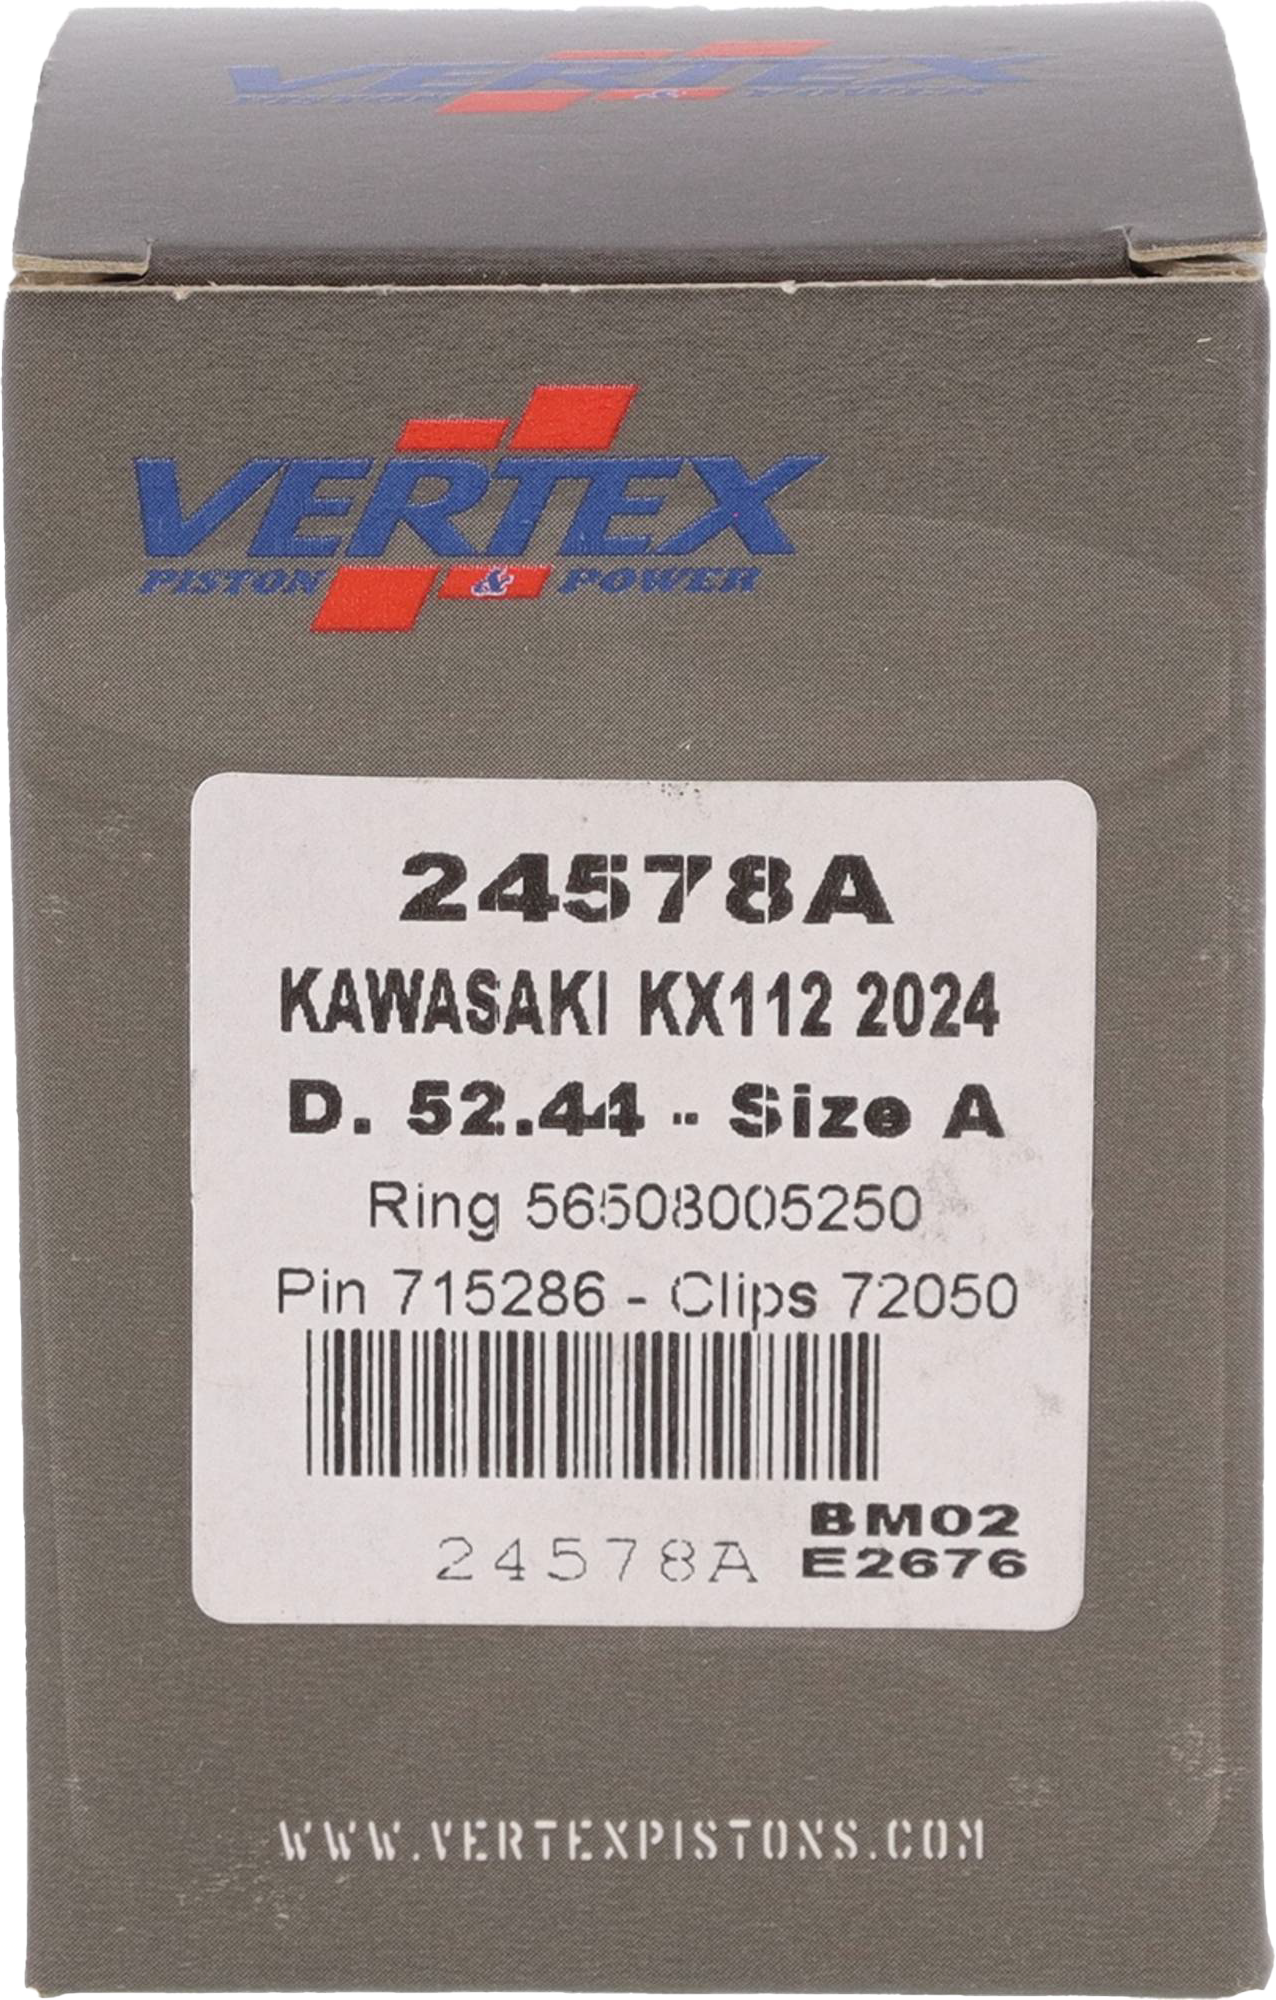 VERTEX
PISTON & POWER
VERTEX
PISTON & POWER
24578A
KAWASAKI KX112 2024
D. 52.44 - Size A
Ring 56508005250
Pin 715286 - Clips 72050
24578A
BM02
E2676
WWW.VERTEXPISTONS.COM